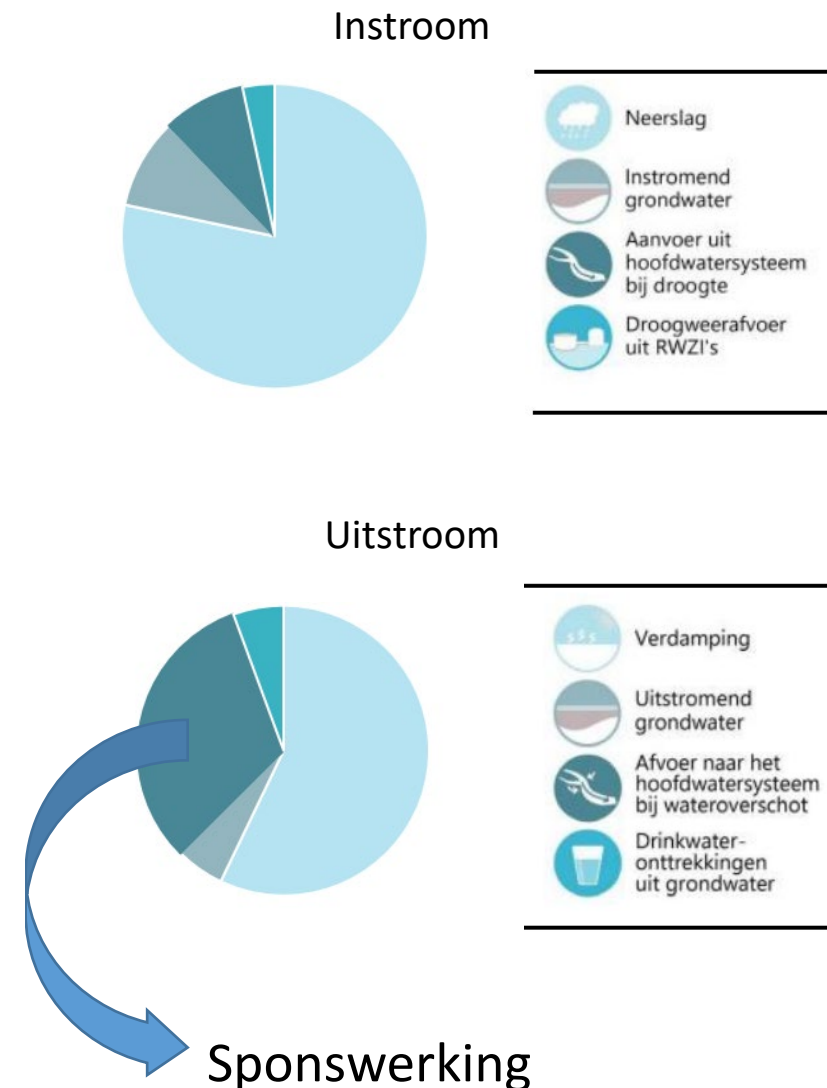 Instroom
Neerslag
Instromend
grondwater
Aanvoer uit
hoofdwatersysteem
bij droogte
Droogweerafvoer
uit RWZI's
Uitstroom
Verdamping
Uitstromend
grondwater
Afvoer naar het
hoofdwatersysteem
bij wateroverschot
Drinkwater-
onttrekkingen
uit grondwater
Sponswerking